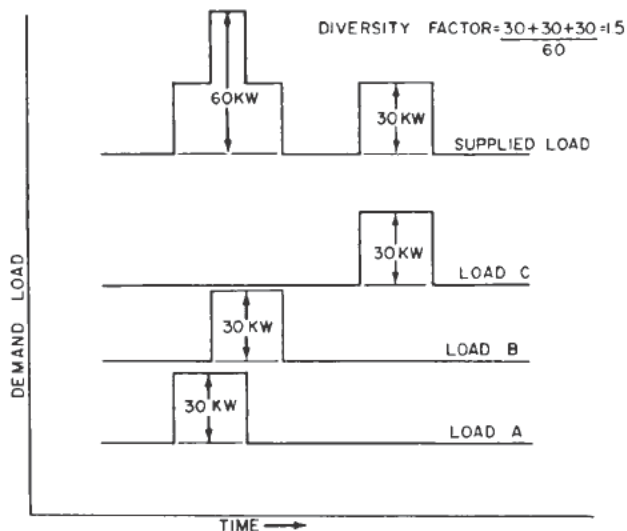 DIVERSITY FACTOR=30+30+30=1.5
60
60KW
30KW
SUPPLIED LOAD
30KW
LOAD C
30KW
LOAD B
30KW
LOAD A
DEMAND LOAD
TIME →